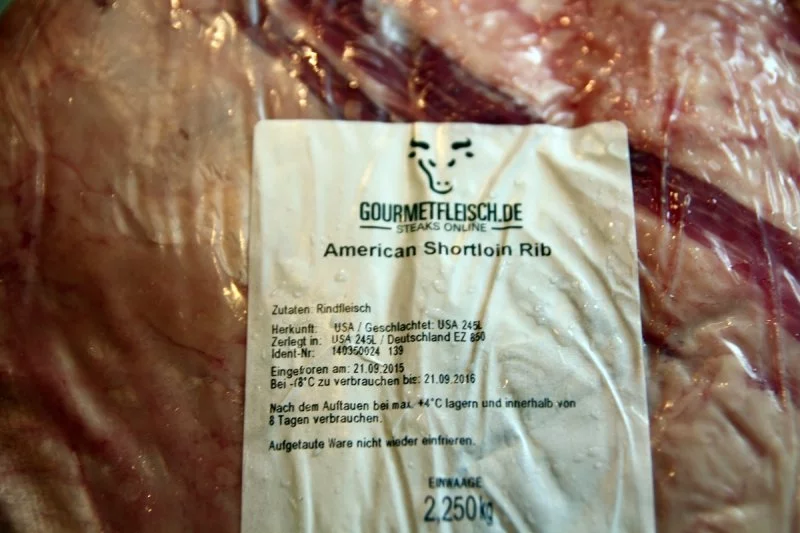 GOURMETFLEISCH.DE
STEAKS ONLINE
American Shortloin Rib
Zutaten: Rindfleisch
Herkunft: USA / Geschlachtet: USA 245L
Zerlegt in: USA 245L / Deutschland EZ 850
Ident-Nr: 140350024 139
Eingefroren am: 21.09.2015
Bei -18°C zu verbrauchen bis: 21.09.2016
Nach dem Auftauen bei max. +4°C lagern und innerhalb von
8 Tagen verbrauchen.
Aufgetaute Ware nicht wieder einfrieren.
EINWAAGE
2,250kg